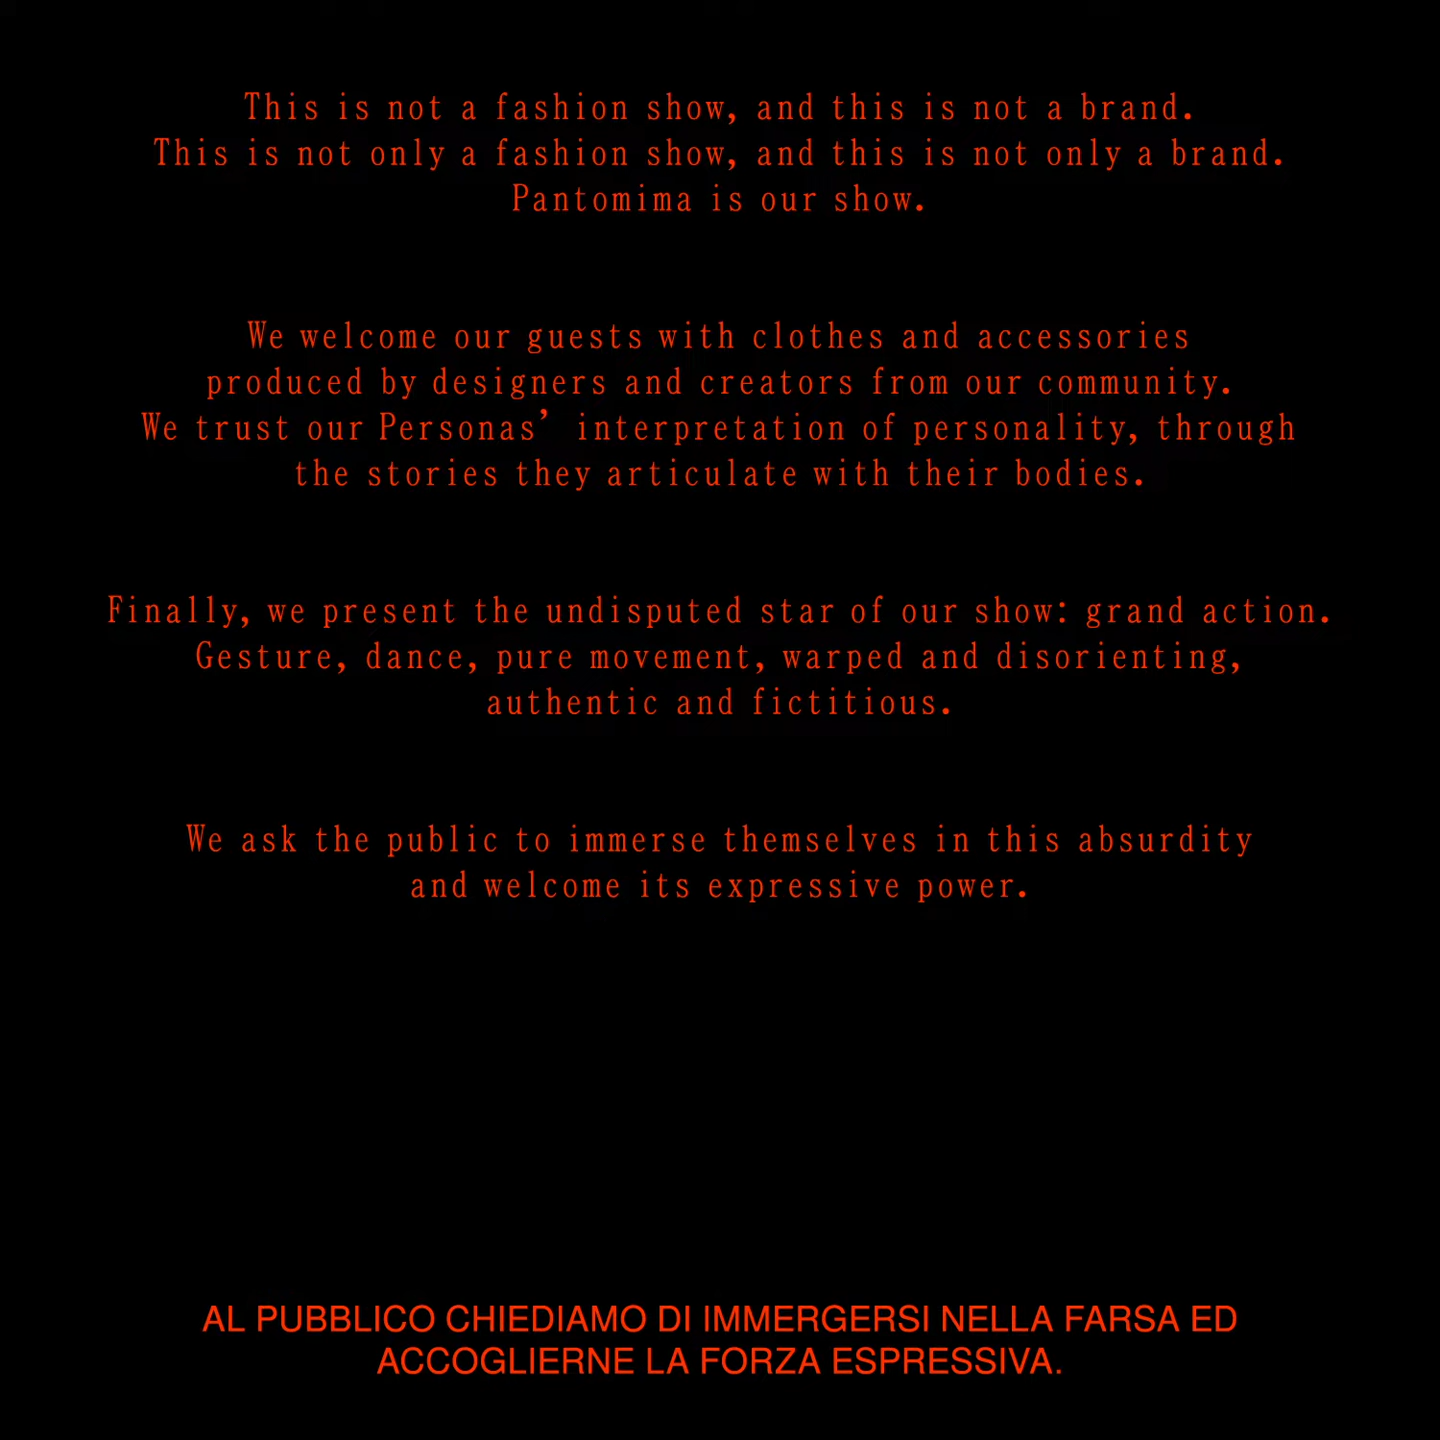 This is not a fashion show, and this is not a brand.
This is not only a fashion show, and this is not only a brand.
Pantomima is our show.
We welcome our guests with clothes and accessories
produced by designers and creators from our community.
We trust our Personas’ interpretation of personality, through
the stories they articulate with their bodies.
Finally, we present the undisputed star of our show: grand action.
Gesture, dance, pure movement, warped and disorienting,
authentic and fictitious.
We ask the public to immerse themselves in this absurdity
and welcome its expressive power.
AL PUBBLICO CHIEDIAMO DI IMMERGERSI NELLA FARSA ED
ACCOGLIERNE LA FORZA ESPRESSIVA.